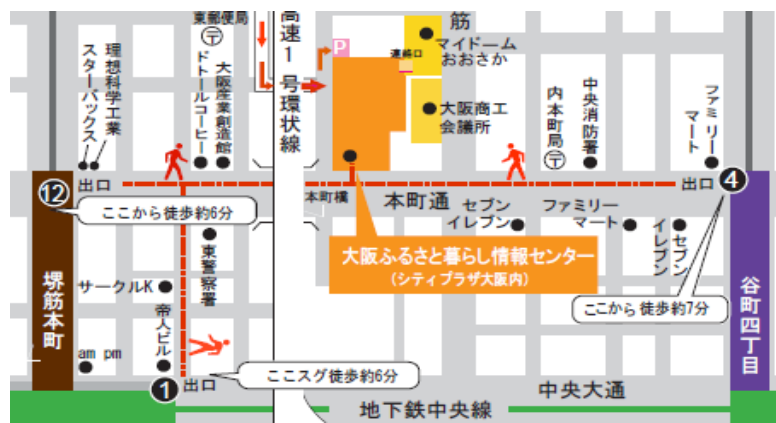 東郵便局
〒
高速1号環状線
P
連絡口
筋
マイドーム
おおさか
大阪商工
会議所
理想科学工業
スターバックス
ドトールコーヒー
大阪産業創造館
内本町局
〒
中央消防署
ファミリー
マート
⑫
出口
ここから徒歩約6分
本町橋
本町通
セブン
イレブン
ファミリー
マート
セブン
イレブン
出口
4
ここから徒歩約7分
大阪ふるさと暮らし情報センター
(シティプラザ大阪内)
堺筋本町
サークルK
東警察署
帝人ビル
am pm
1
出口
ここスグ徒歩約6分
谷町四丁目
中央大通
地下鉄中央線